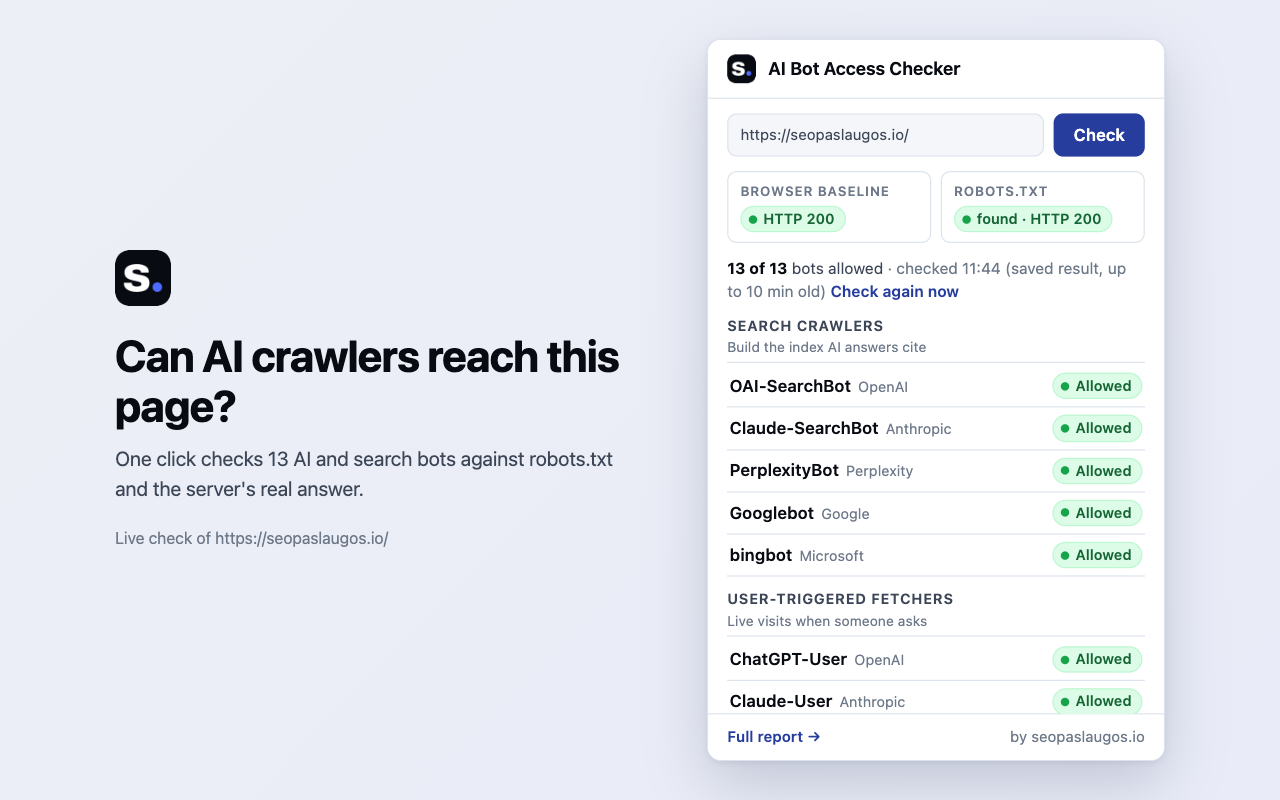 S.
Can AI crawlers reach this
page?
One click checks 13 AI and search bots against robots.txt
and the server's real answer.
Live check of https://seopaslaugos.io/
S. AI Bot Access Checker
https://seopaslaugos.io/ Check
BROWSER BASELINE
HTTP 200
ROBOTS.TXT
found · HTTP 200
13 of 13 bots allowed · checked 11:44 (saved result, up
to 10 min old) Check again now
SEARCH CRAWLERS
Build the index AI answers cite
OAI-SearchBot OpenAI Allowed
Claude-SearchBot Anthropic Allowed
PerplexityBot Perplexity Allowed
Googlebot Google Allowed
bingbot Microsoft Allowed
USER-TRIGGERED FETCHERS
Live visits when someone asks
ChatGPT-User OpenAI Allowed
Claude-User Anthropic Allowed
Full report → by seopaslaugos.io